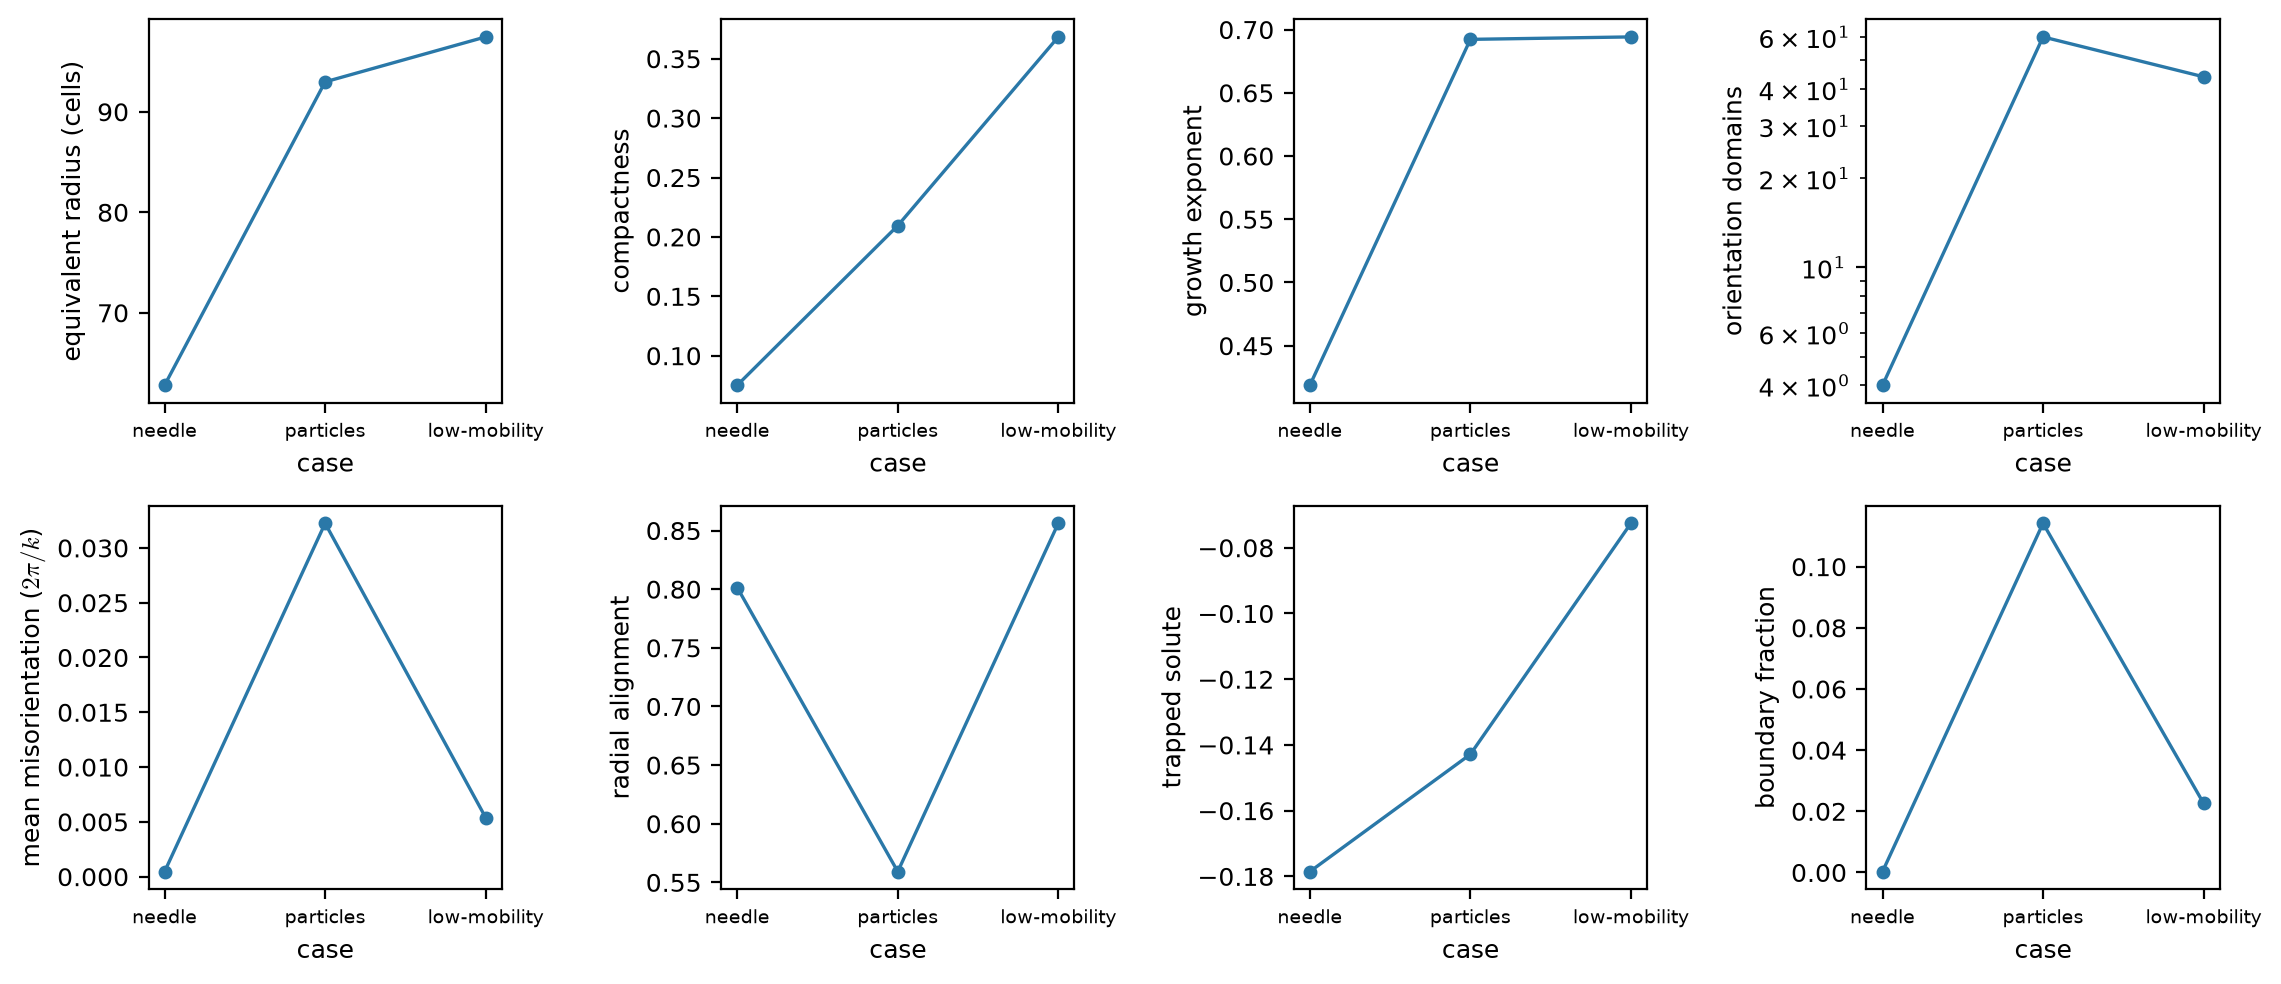 equivalent radius (cells)
90
80
70
needle particles low-mobility
case
compactness
0.35
0.30
0.25
0.20
0.15
0.10
needle particles low-mobility
case
growth exponent
0.70
0.65
0.60
0.55
0.50
0.45
needle particles low-mobility
case
orientation domains
6 × 10¹
4 × 10¹
3 × 10¹
2 × 10¹
10¹
6 × 10⁰
4 × 10⁰
needle particles low-mobility
case
mean misorientation (2π/k)
0.030
0.025
0.020
0.015
0.010
0.005
0.000
needle particles low-mobility
case
radial alignment
0.85
0.80
0.75
0.70
0.65
0.60
0.55
needle particles low-mobility
case
trapped solute
−0.08
−0.10
−0.12
−0.14
−0.16
−0.18
needle particles low-mobility
case
boundary fraction
0.10
0.08
0.06
0.04
0.02
0.00
needle particles low-mobility
case